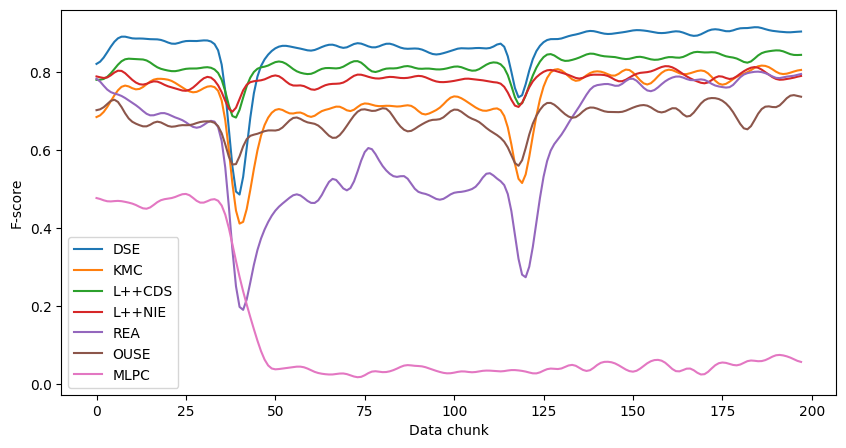 F-score
0.8
0.6
0.4
0.2
0.0
DSE
KMC
L++CDS
L++NIE
REA
OUSE
MLPC
0 25 50 75 100 125 150 175 200
Data chunk